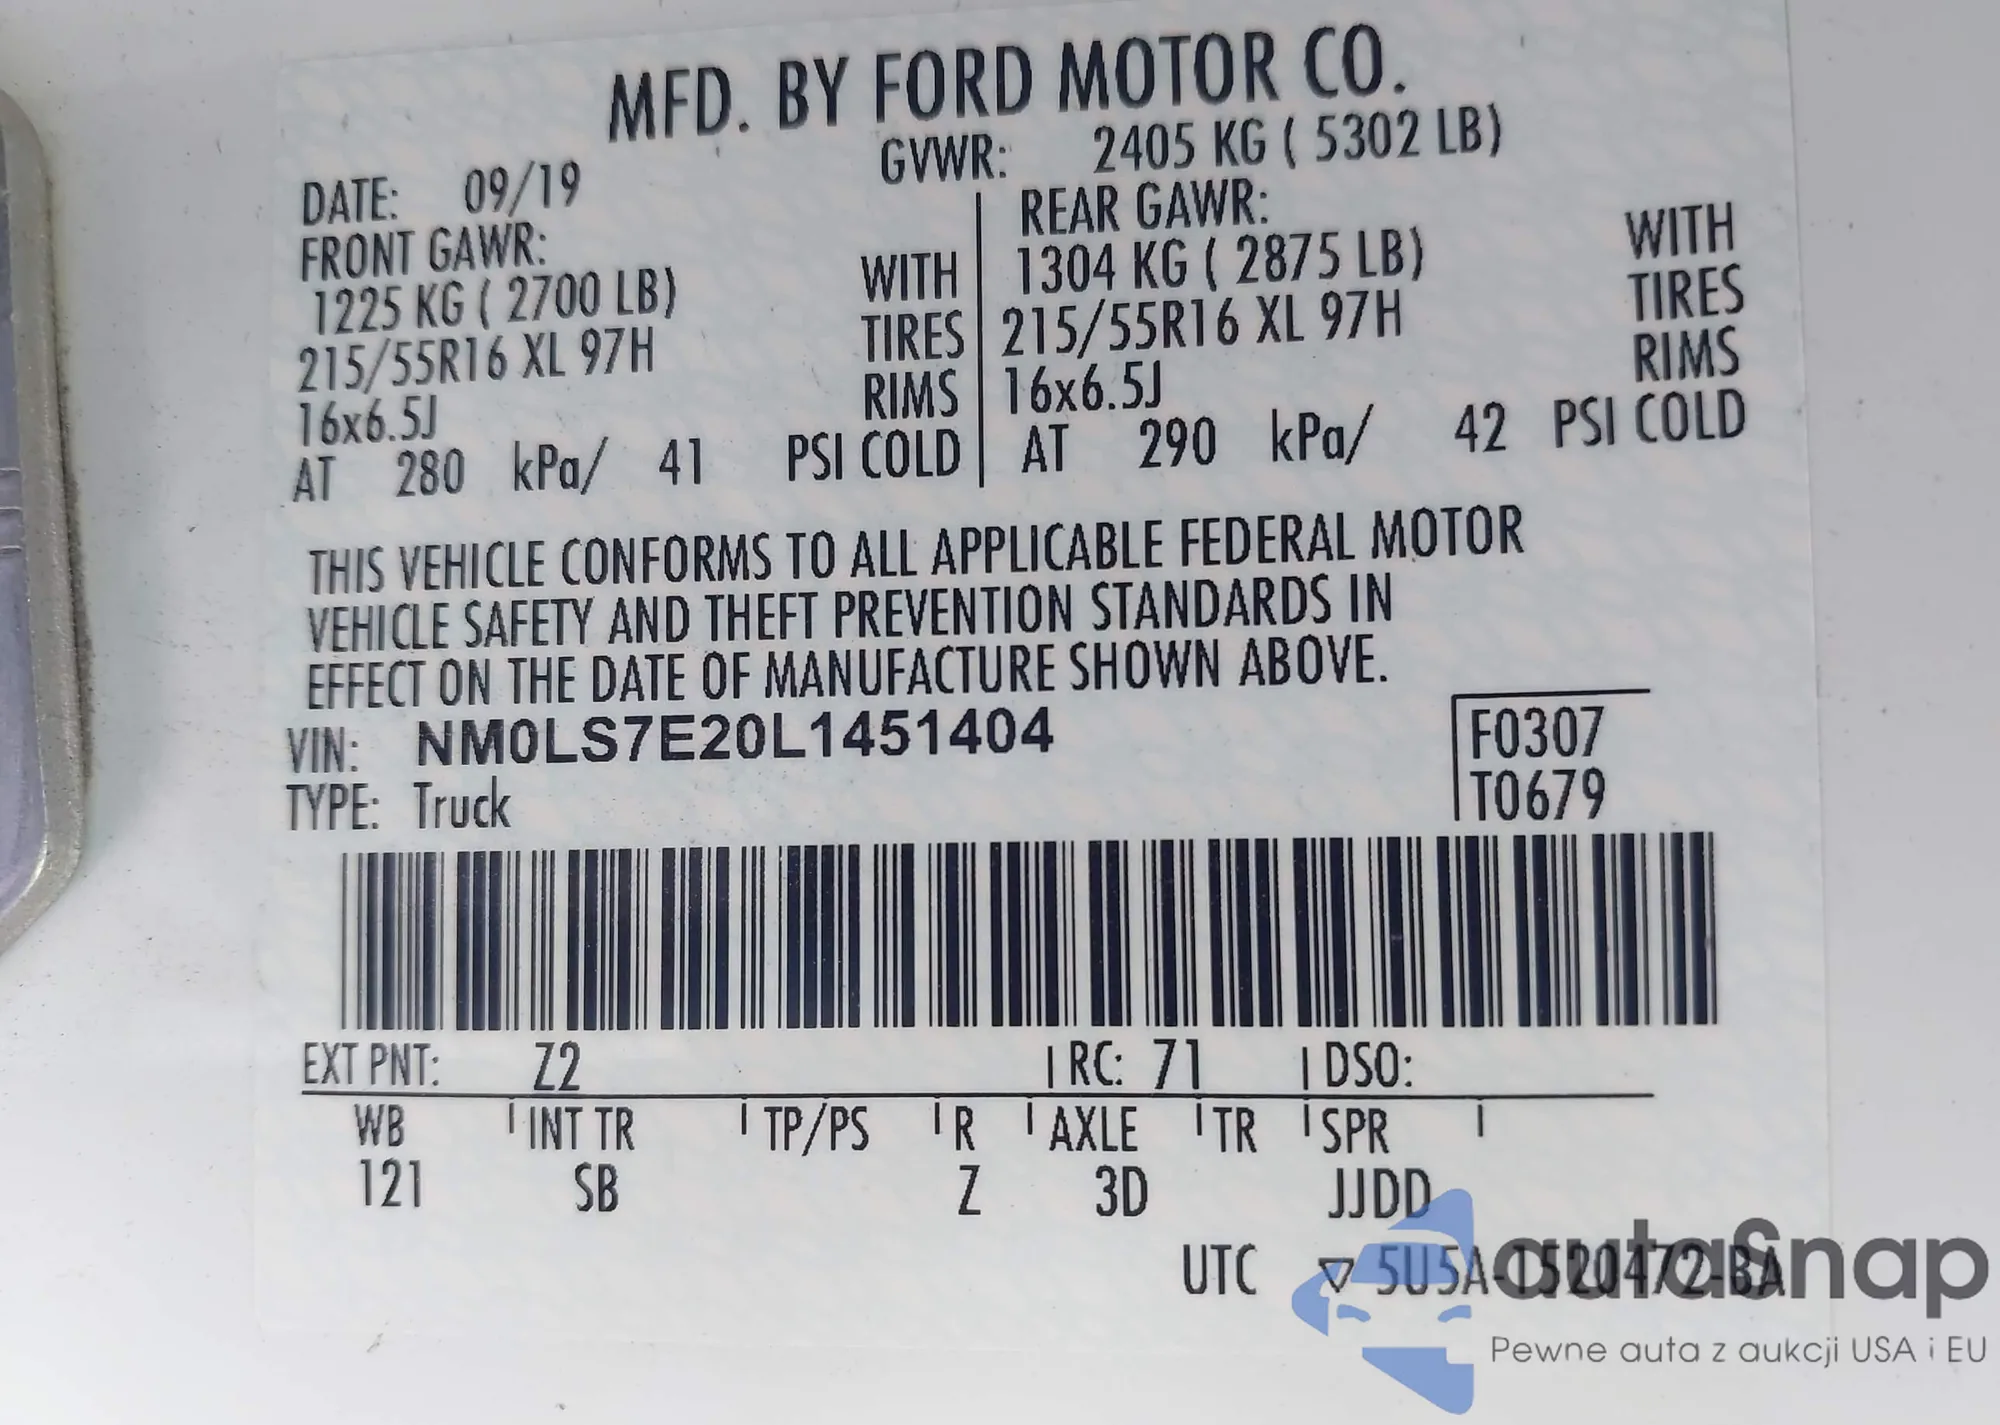 MFD. BY FORD MOTOR CO.
DATE: 09/19 GVWR: 2405 KG ( 5302 LB)
FRONT GAWR: REAR GAWR:
1225 KG ( 2700 LB) WITH 1304 KG ( 2875 LB) WITH
215/55R16 XL 97H TIRES 215/55R16 XL 97H TIRES
16x6.5J RIMS 16x6.5J RIMS
AT 280 kPa/ 41 PSI COLD AT 290 kPa/ 42 PSI COLD
THIS VEHICLE CONFORMS TO ALL APPLICABLE FEDERAL MOTOR
VEHICLE SAFETY AND THEFT PREVENTION STANDARDS IN
EFFECT ON THE DATE OF MANUFACTURE SHOWN ABOVE.
VIN: NM0LS7E20L1451404 F0307
TYPE: Truck T0679
EXT PNT: Z2 RC: 71 DSO:
WB INT TR TP/PS R AXLE TR SPR
121 SB Z 3D JJDD
UTC ▽ 5U5A-1520472-BA
autaSnap
Pewne auta z aukcji USA i EU